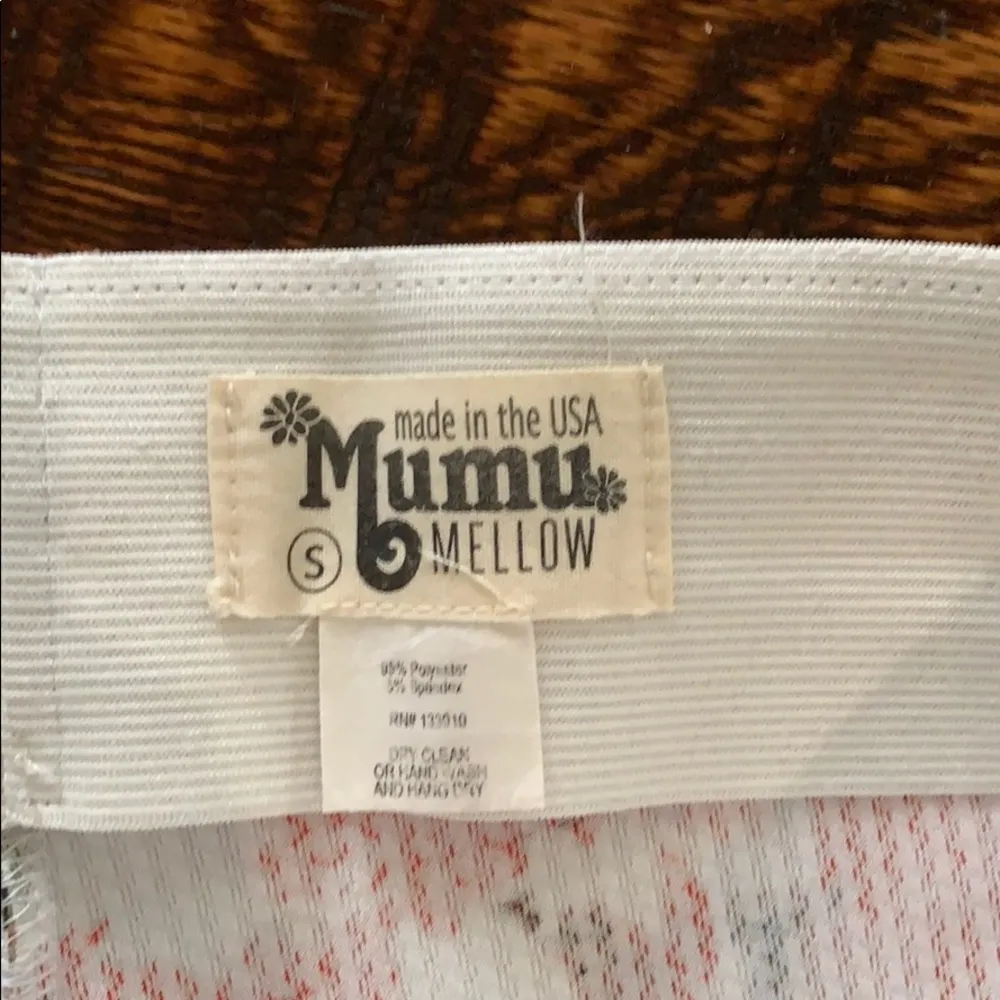 made in the USA
Mumu
S MELLOW
95% Polyester
5% Spandex
RN# 133010
DRY CLEAN
OR HAND WASH
AND HANG DRY